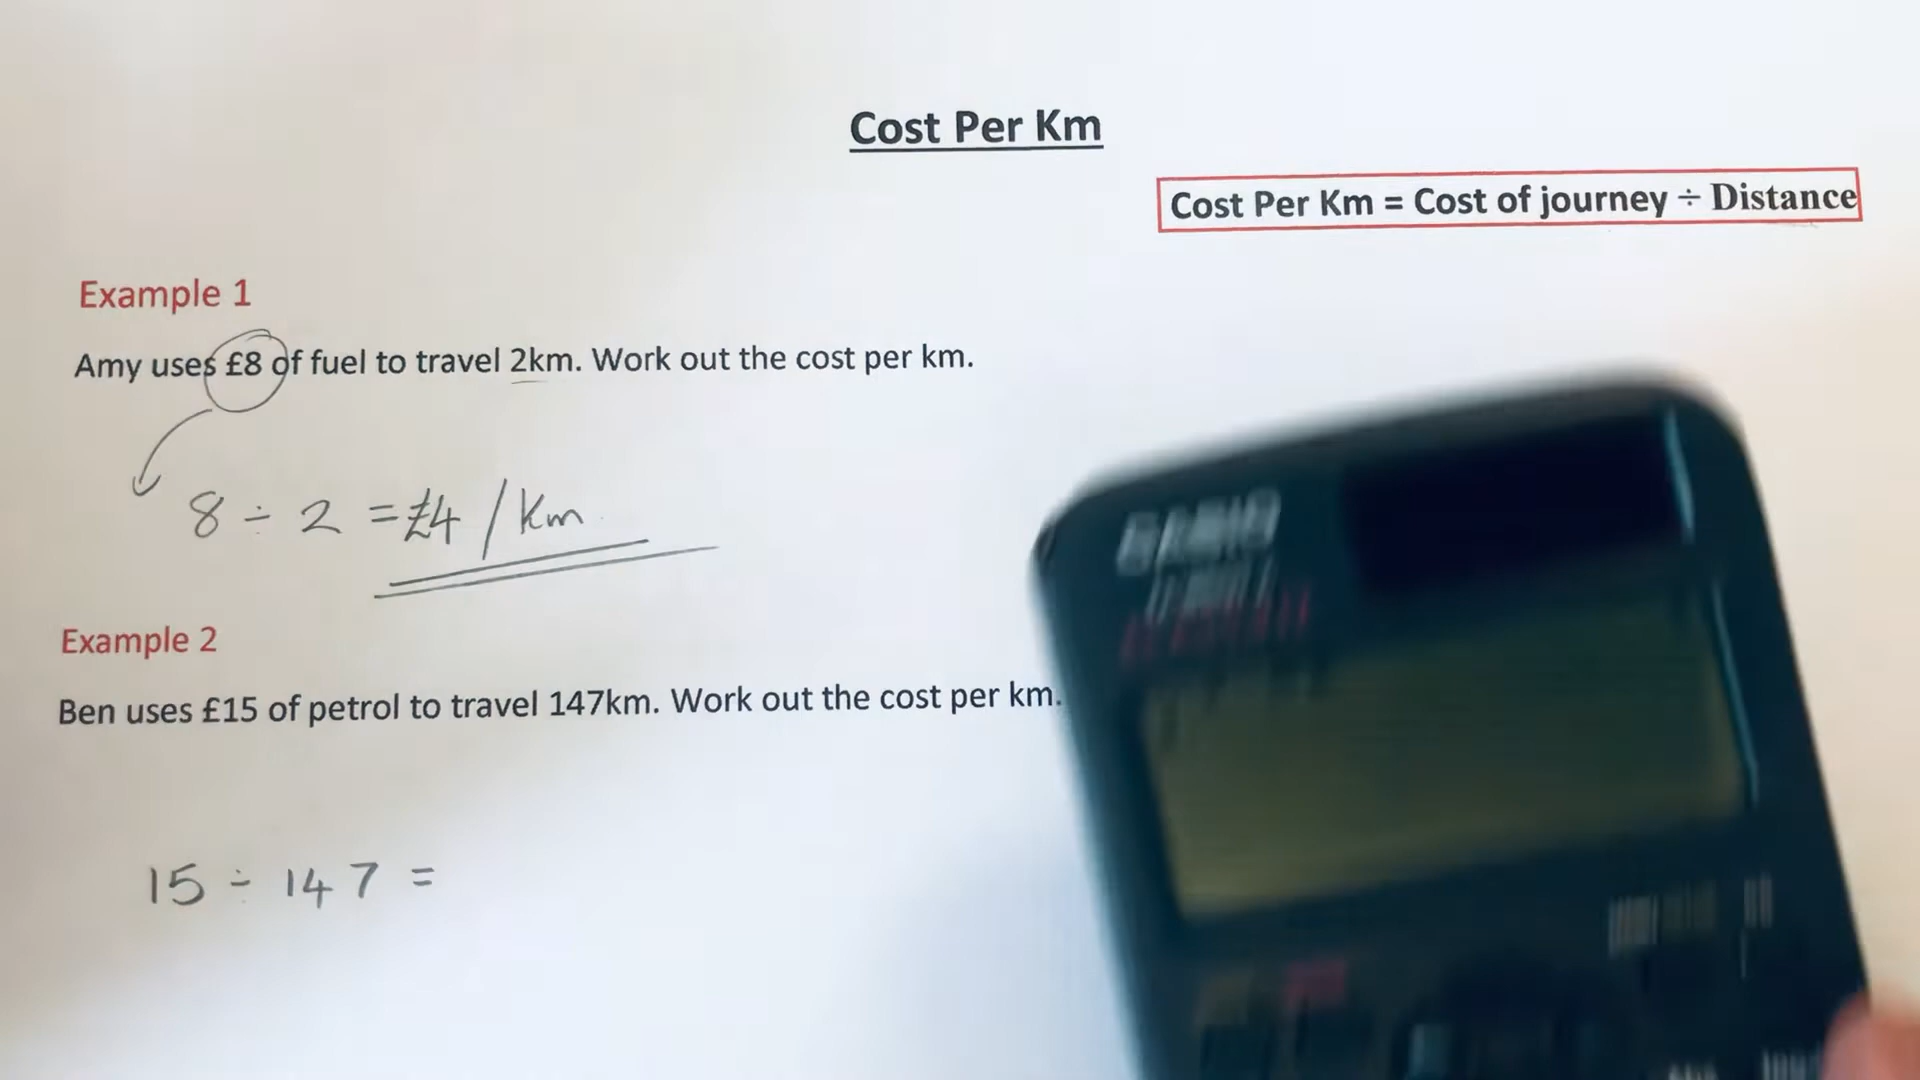 Cost Per Km
Cost Per Km = Cost of journey ÷ Distance
Example 1
Amy uses £8 of fuel to travel 2km. Work out the cost per km.
8 ÷ 2 = £4 / Km
Example 2
Ben uses £15 of petrol to travel 147km. Work out the cost per km.
15 ÷ 147 =